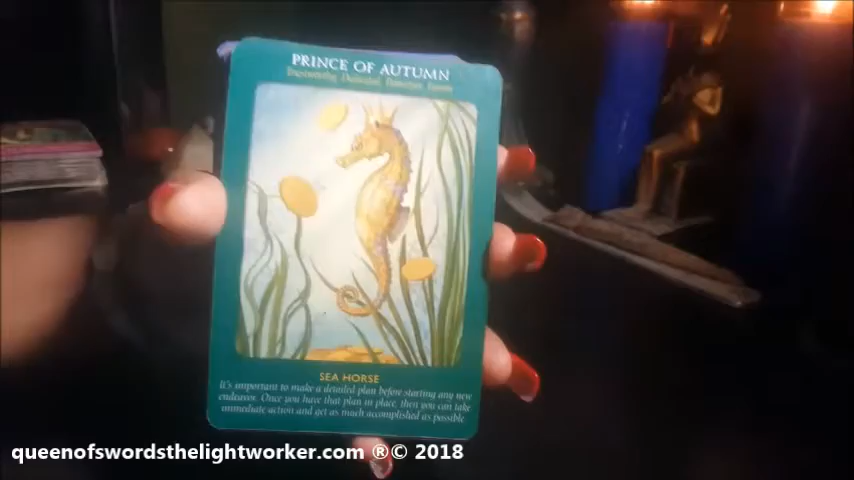 PRINCE OF AUTUMN
SEA HORSE
It's important to make a detailed plan before starting any new
endeavor. Once you have that plan in place, then you can take
immediate action and get as much accomplished as possible.
queenofswordsthelightworker.com ®© 2018